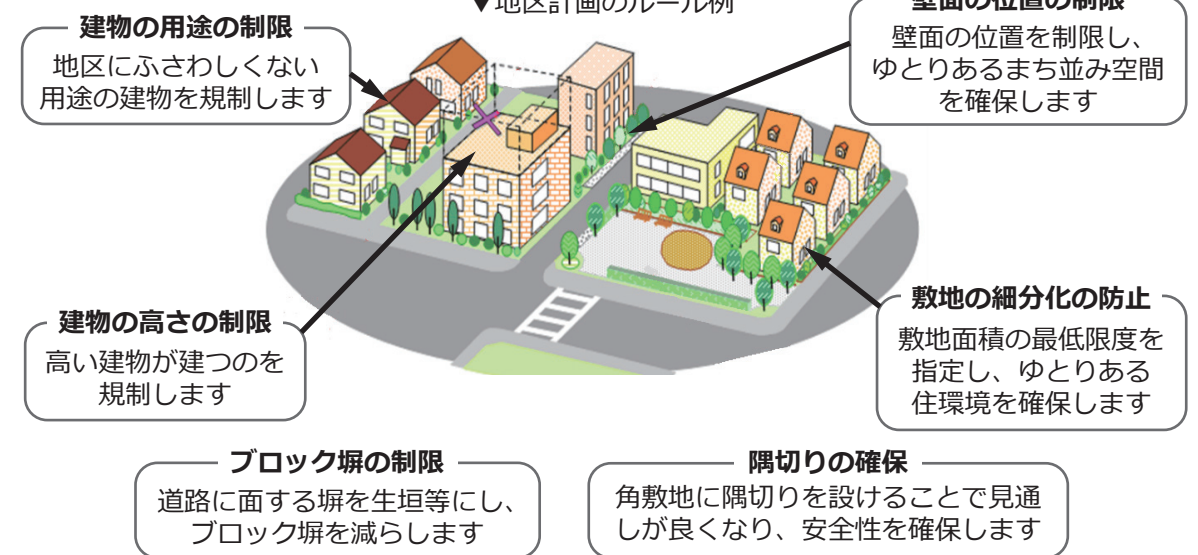 ▼地区計画のルール例
建物の用途の制限
地区にふさわしくない
用途の建物を規制します
壁面の位置の制限
壁面の位置を制限し、
ゆとりあるまち並み空間
を確保します
建物の高さの制限
高い建物が建つのを
規制します
敷地の細分化の防止
敷地面積の最低限度を
指定し、ゆとりある
住環境を確保します
ブロック塀の制限
道路に面する塀を生垣等にし、
ブロック塀を減らします
隅切りの確保
角敷地に隅切りを設けることで見通
しが良くなり、安全性を確保します